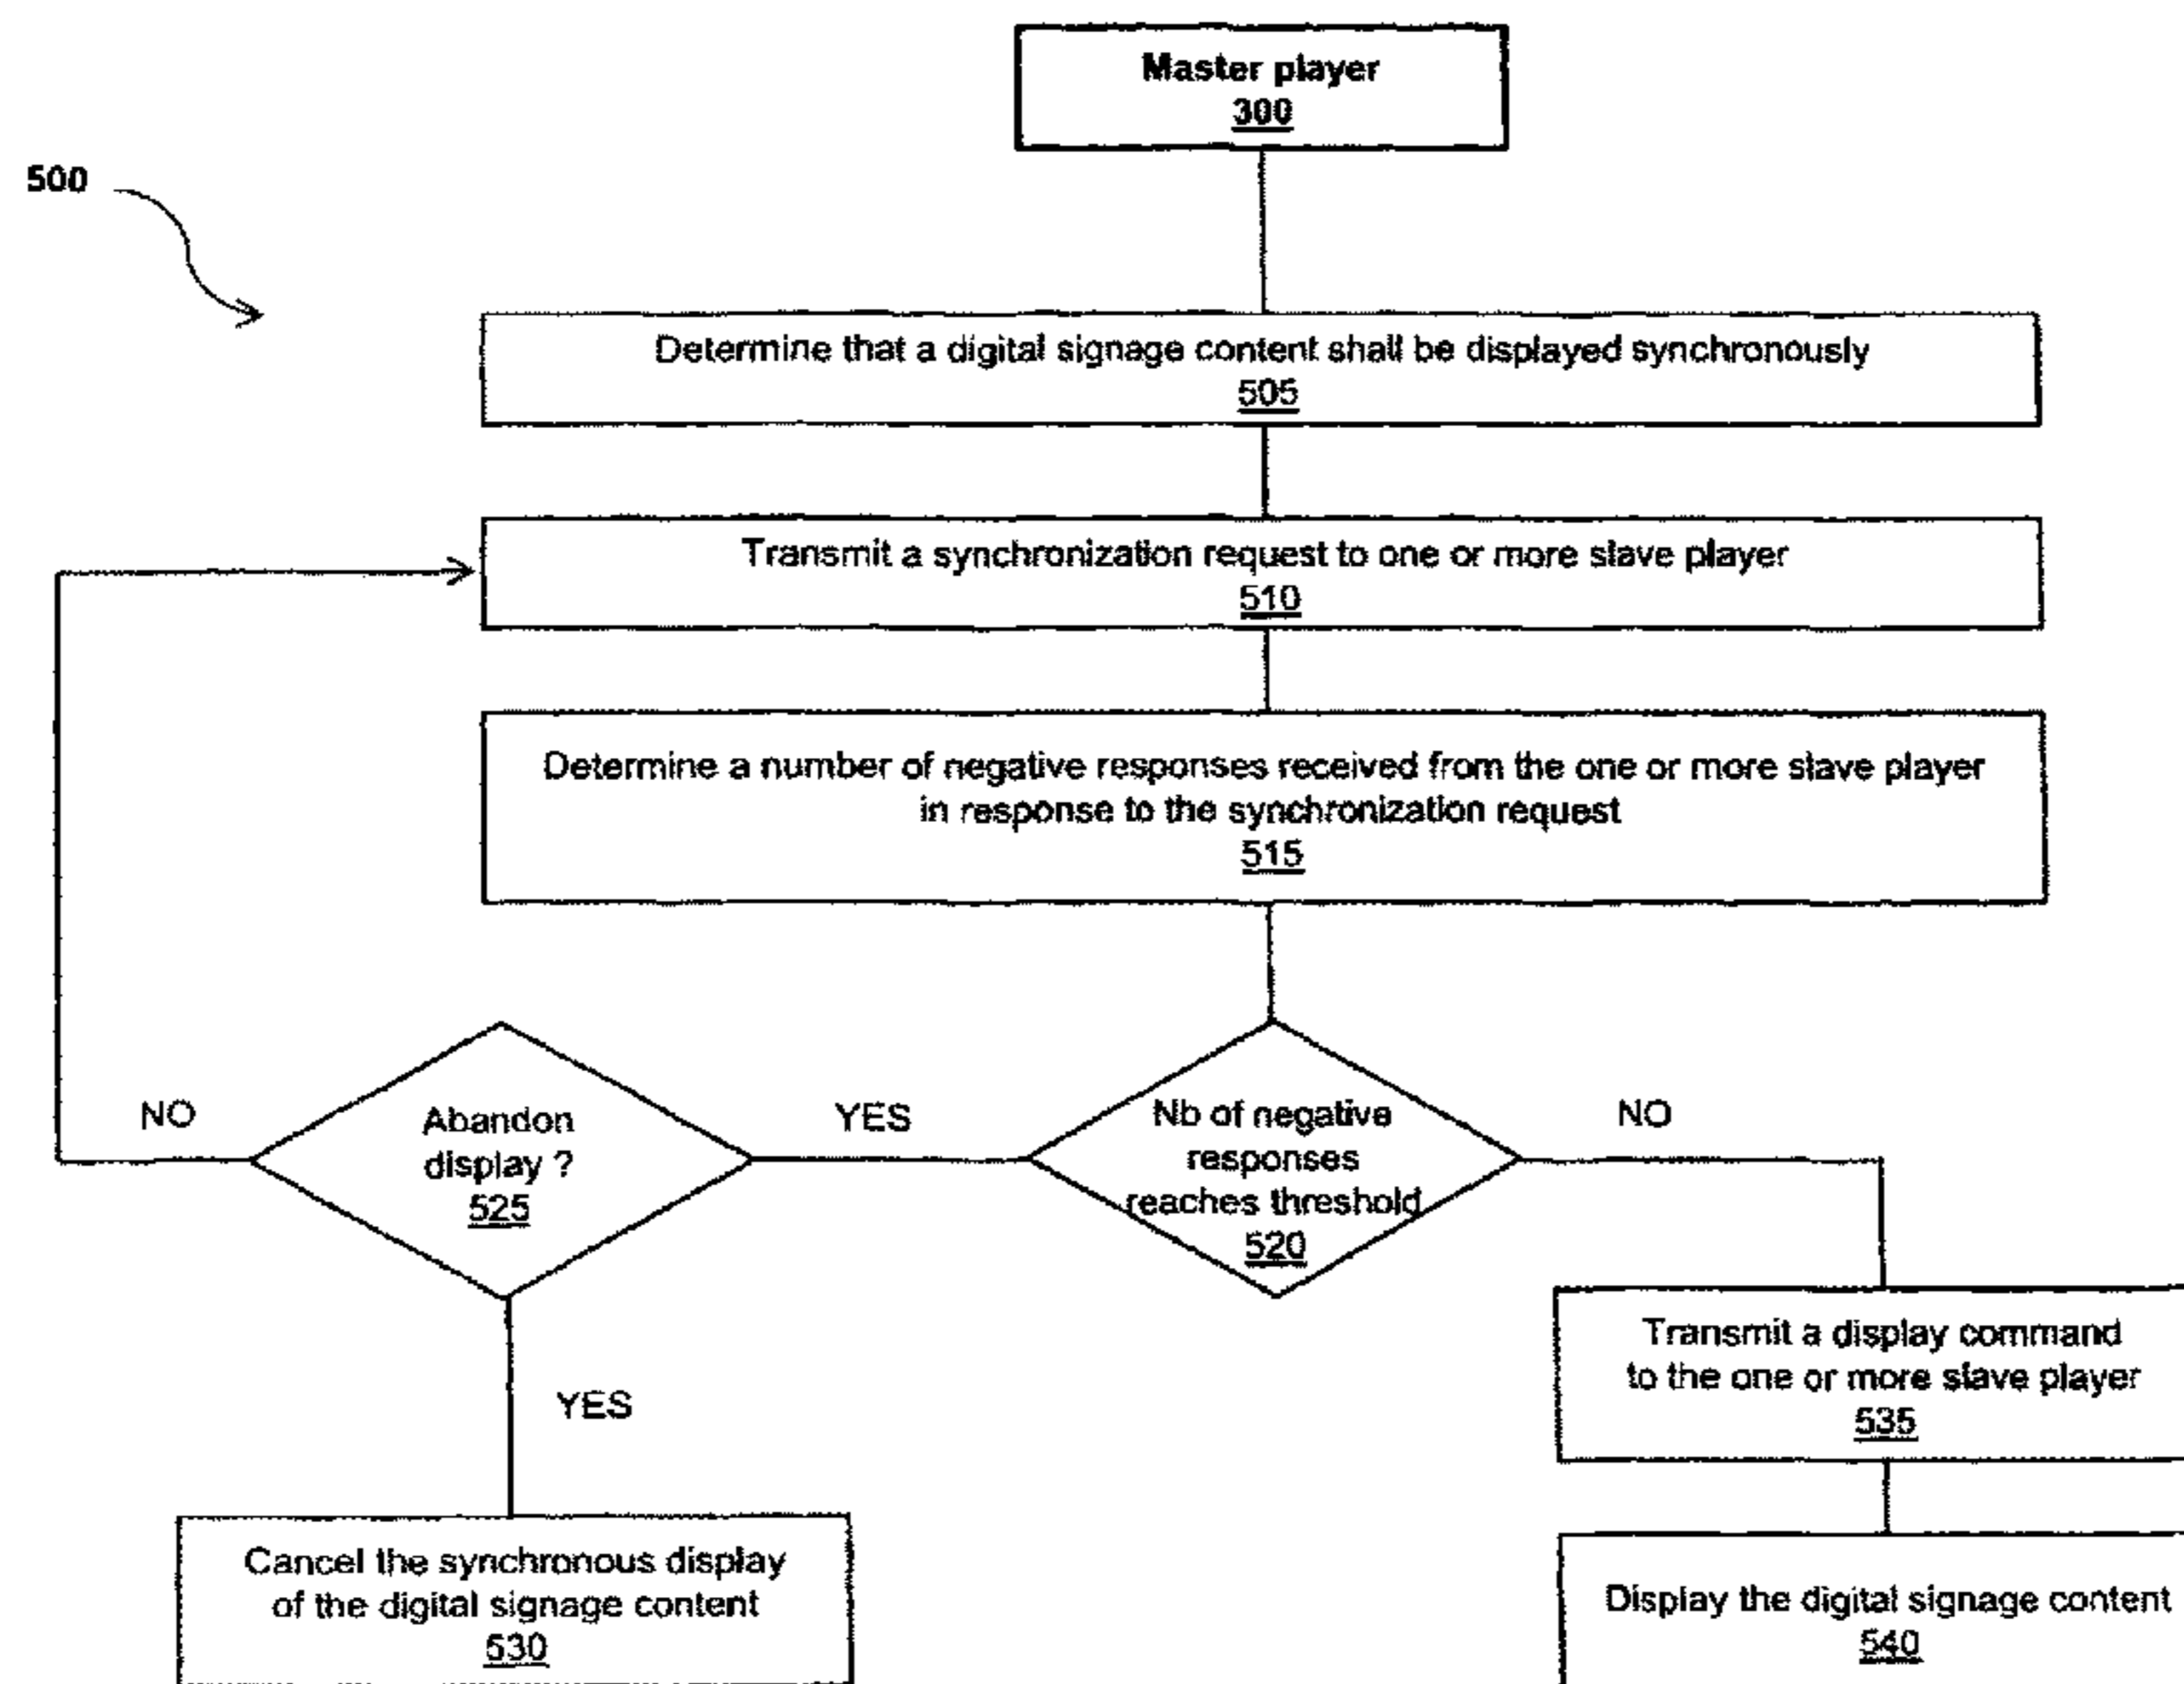 Master player
300
500
Determine that a digital signage content shall be displayed synchronously
505
Transmit a synchronization request to one or more slave player
510
Determine a number of negative responses received from the one or more slave player
in response to the synchronization request
515
NO
Abandon
display ?
525
YES
Nb of negative
responses
reaches threshold
520
NO
YES
Transmit a display command
to the one or more slave player
535
Cancel the synchronous display
of the digital signage content
530
Display the digital signage content
540